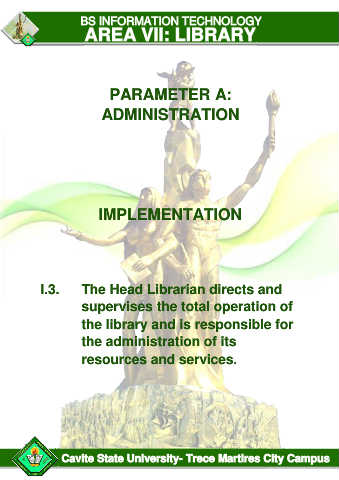 BS INFORMATION TECHNOLOGY
AREA VII: LIBRARY
PARAMETER A:
ADMINISTRATION
IMPLEMENTATION
I.3. The Head Librarian directs and
supervises the total operation of
the library and is responsible for
the administration of its
resources and services.
Cavite State University- Trece Martires City Campus